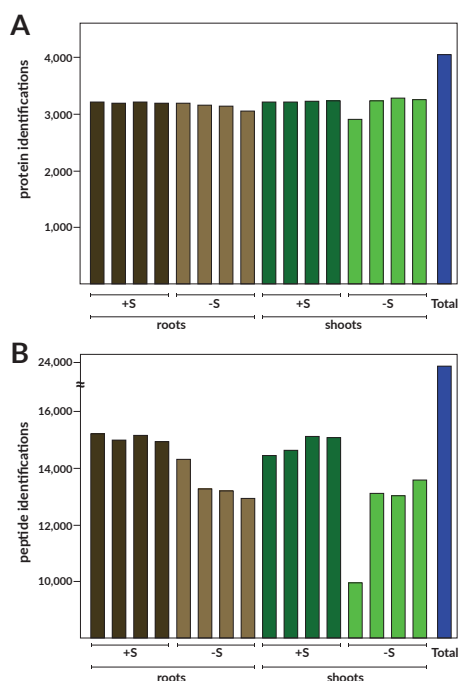 A
protein identifications
4,000
3,000
2,000
1,000
+S -S +S -S Total
roots shoots
B
peptide identifications
24,000
≈
16,000
14,000
12,000
10,000
+S -S +S -S Total
roots shoots